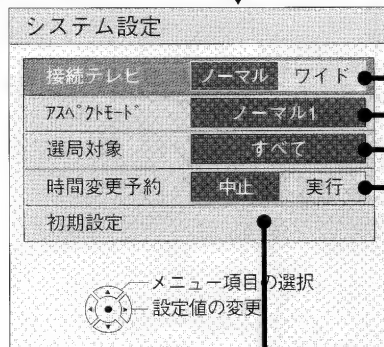 システム設定
接続テレビ ノーマル ワイド
アスペクトモード ノーマル1
選局対象 すべて
時間変更予約 中止 実行
初期設定
メニュー項目の選択
設定値の変更